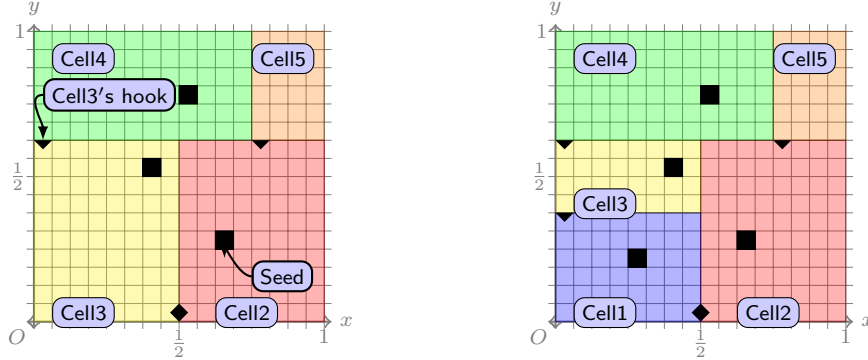 y
1
Cell4
Cell5
Cell3's hook
1/2
Seed
Cell3
Cell2
O
1/2
1
x
y
1
Cell4
Cell5
1/2
Cell3
Cell1
Cell2
O
1/2
1
x